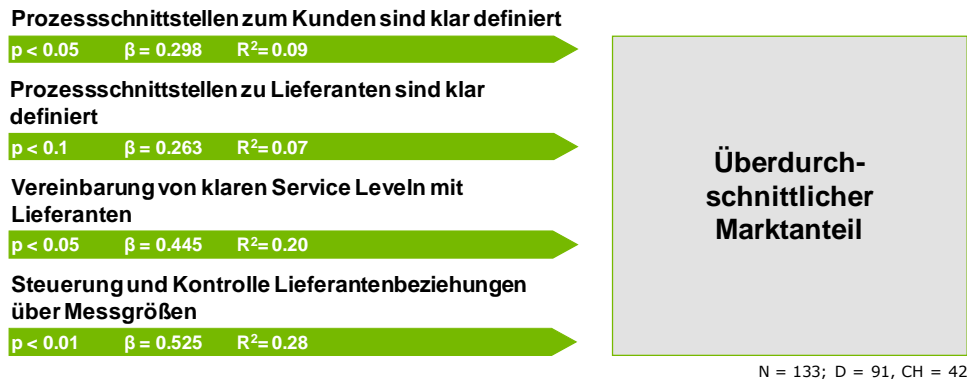 Prozessschnittstellen zum Kunden sind klar definiert
p < 0.05 β = 0.298 R²= 0.09
Prozessschnittstellen zu Lieferanten sind klar
definiert
p < 0.1 β = 0.263 R²= 0.07
Vereinbarung von klaren Service Leveln mit
Lieferanten
p < 0.05 β = 0.445 R²= 0.20
Steuerung und Kontrolle Lieferantenbeziehungen
über Messgrößen
p < 0.01 β = 0.525 R²= 0.28
Überdurch-
schnittlicher
Marktanteil
N = 133; D = 91, CH = 42